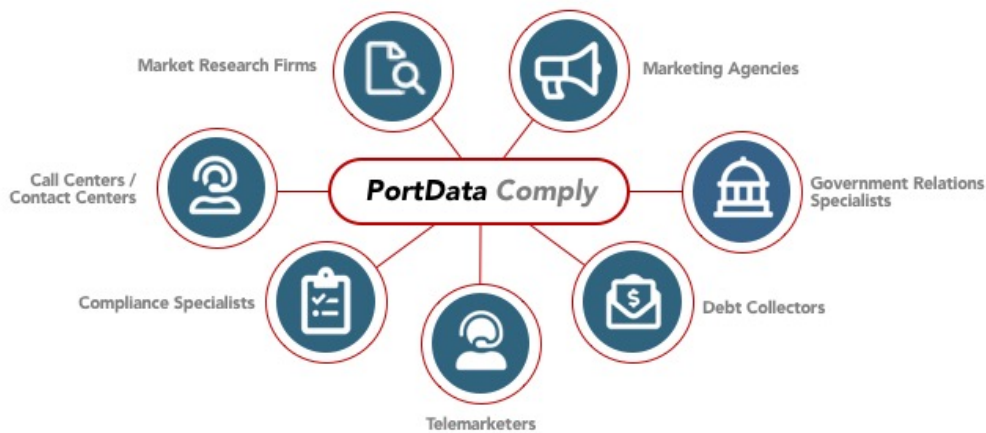 Market Research Firms
Marketing Agencies
Call Centers /
Contact Centers
PortData Comply
Government Relations
Specialists
Compliance Specialists
$
Debt Collectors
Telemarketers